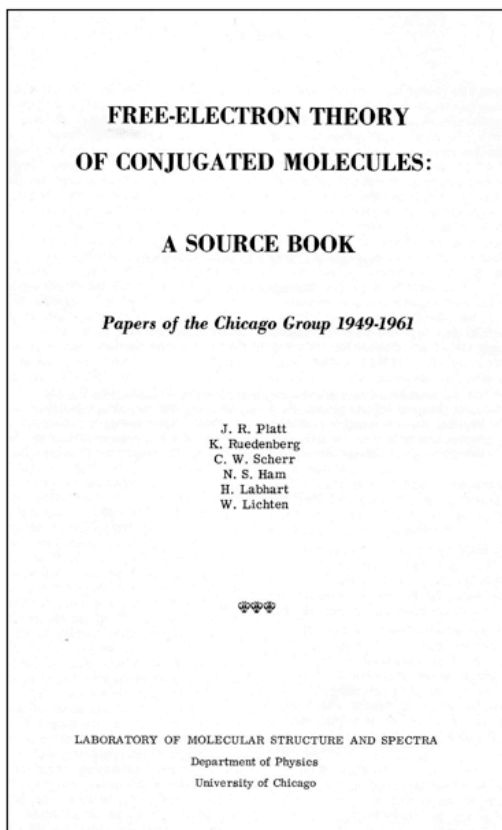 FREE-ELECTRON THEORY
OF CONJUGATED MOLECULES:
A SOURCE BOOK
Papers of the Chicago Group 1949-1961
J. R. Platt
K. Ruedenberg
C. W. Scherr
N. S. Ham
H. Labhart
W. Lichten
LABORATORY OF MOLECULAR STRUCTURE AND SPECTRA
Department of Physics
University of Chicago